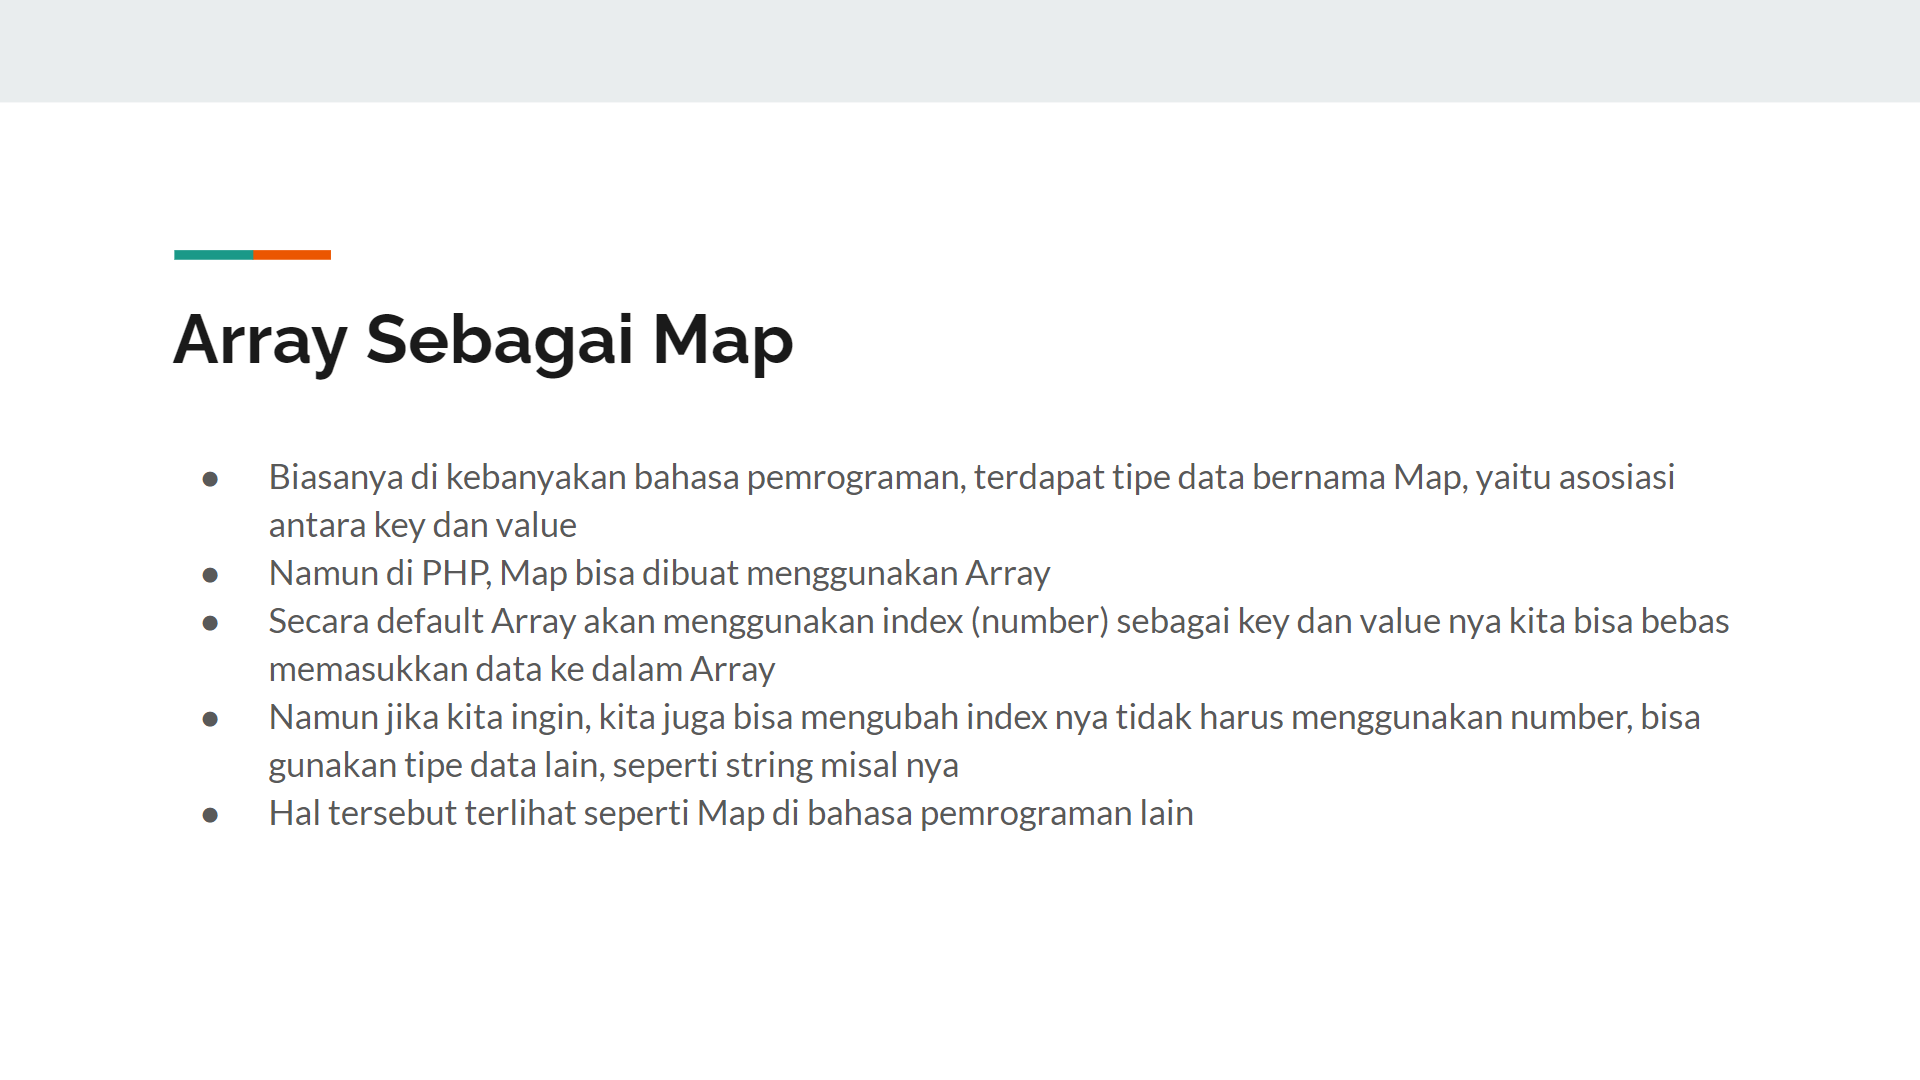 Array Sebagai Map
● Biasanya di kebanyakan bahasa pemrograman, terdapat tipe data bernama Map, yaitu asosiasi
antara key dan value
● Namun di PHP, Map bisa dibuat menggunakan Array
● Secara default Array akan menggunakan index (number) sebagai key dan value nya kita bisa bebas
memasukkan data ke dalam Array
● Namun jika kita ingin, kita juga bisa mengubah index nya tidak harus menggunakan number, bisa
gunakan tipe data lain, seperti string misal nya
● Hal tersebut terlihat seperti Map di bahasa pemrograman lain